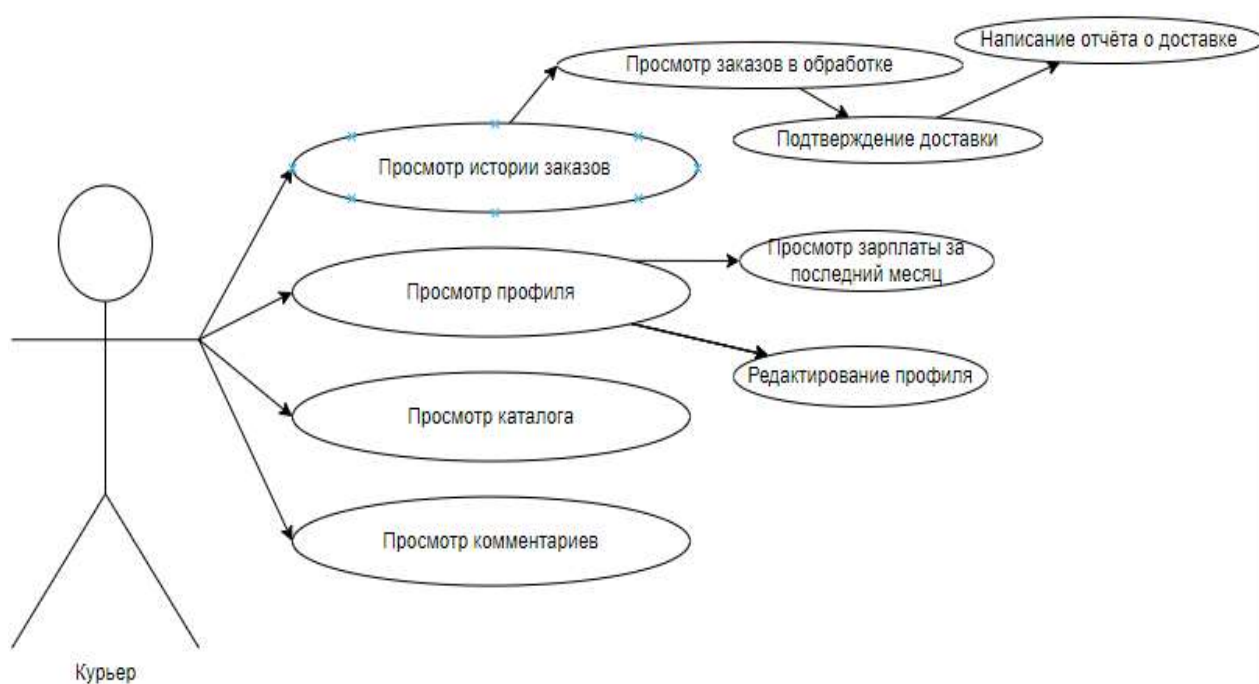 Написание отчёта о доставке
Просмотр заказов в обработке
Подтверждение доставки
Просмотр истории заказов
Просмотр зарплаты за
последний месяц
Просмотр профиля
Редактирование профиля
Просмотр каталога
Просмотр комментариев
Курьер